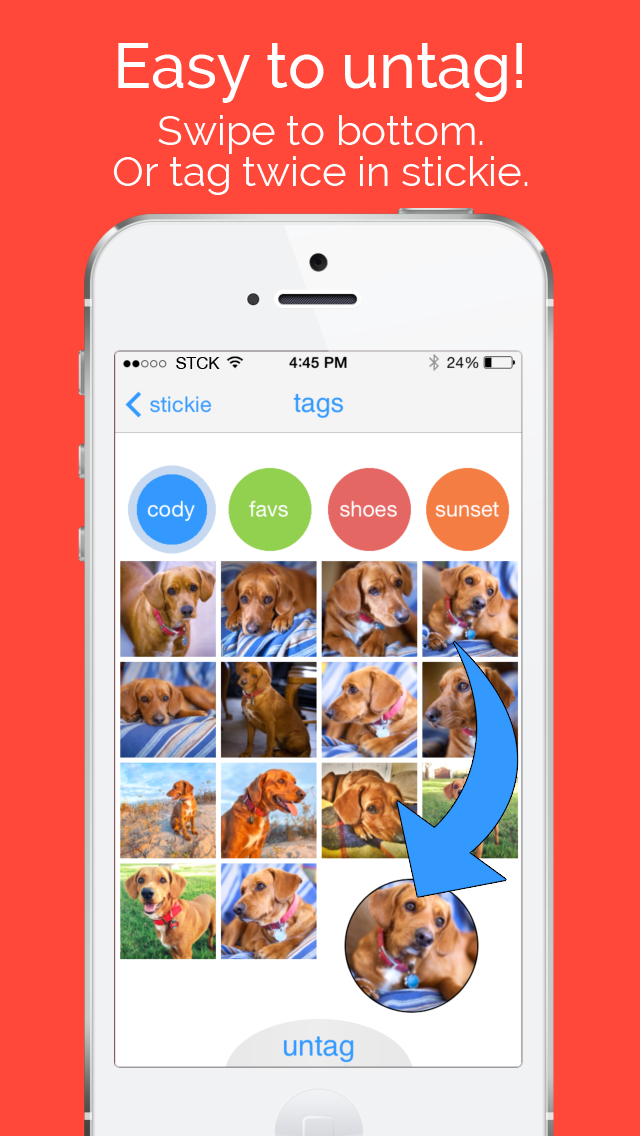 Easy to untag!
Swipe to bottom.
Or tag twice in stickie.
STCK 4:45 PM 24%
stickie tags
cody favs shoes sunset
untag